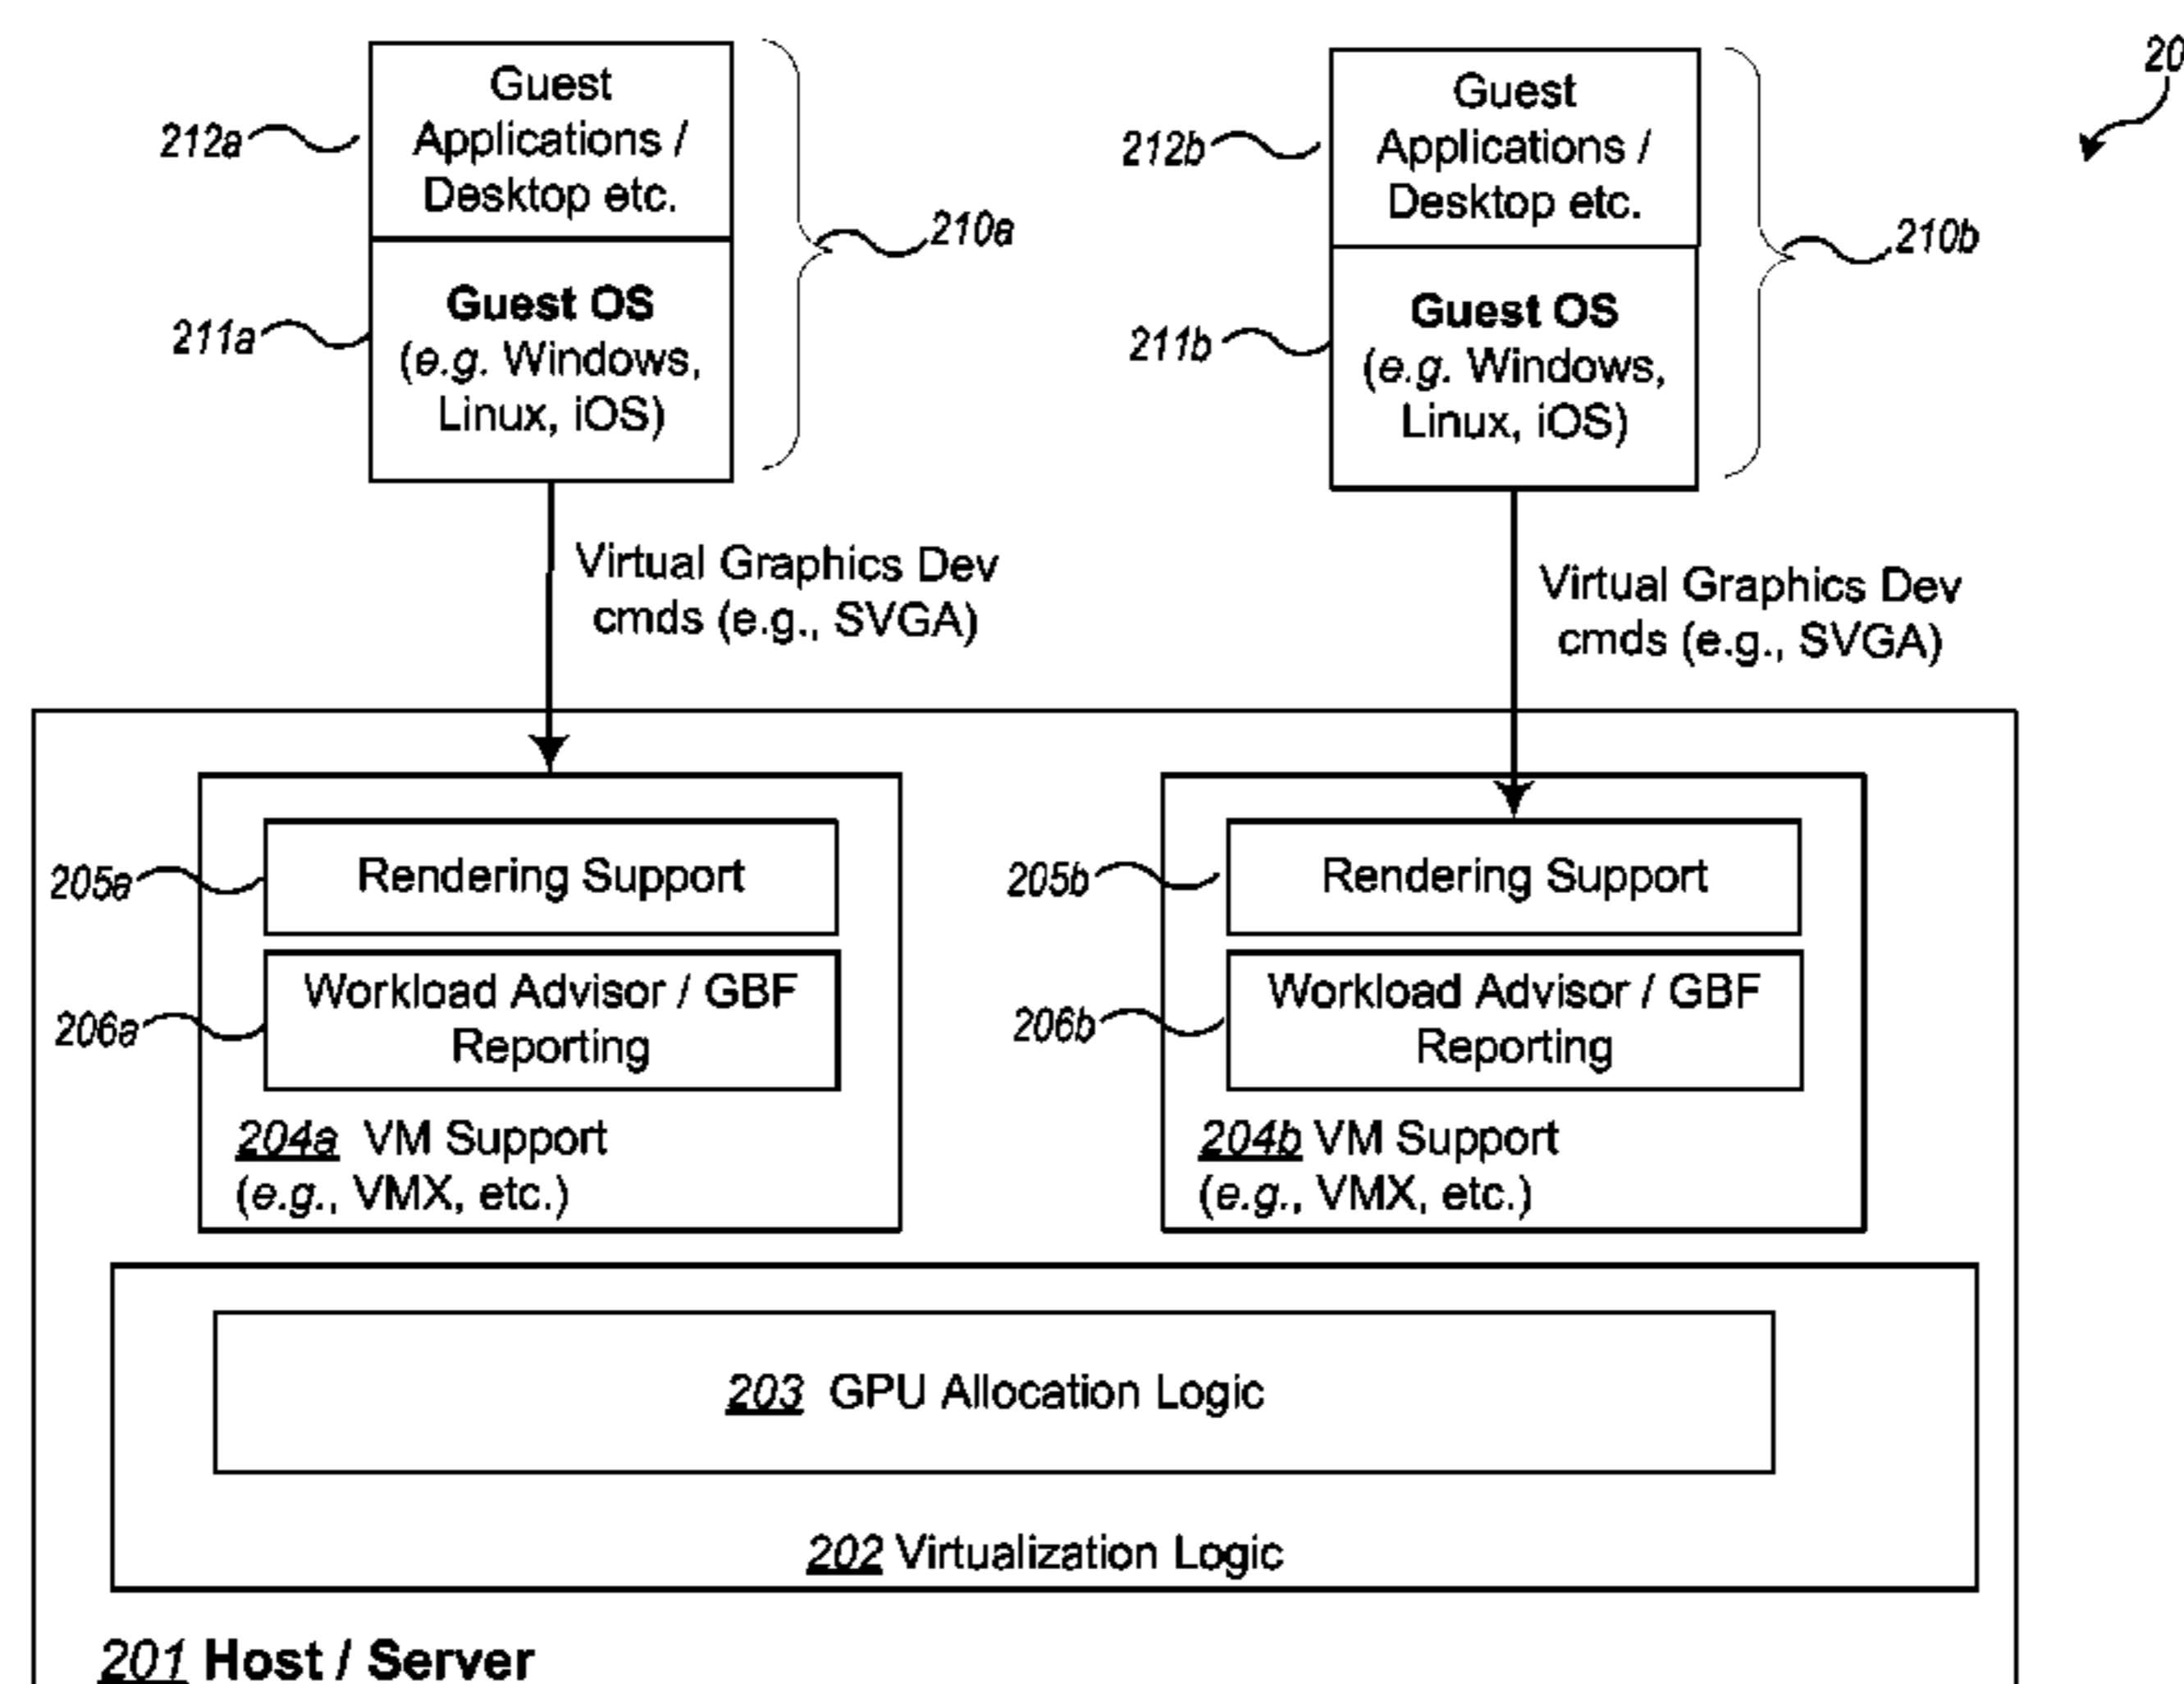 Guest
Applications /
Desktop etc.
212a
210a
Guest OS
(e.g. Windows,
Linux, iOS)
211a
Guest
Applications /
Desktop etc.
212b
210b
Guest OS
(e.g. Windows,
Linux, iOS)
211b
20
Virtual Graphics Dev
cmds (e.g., SVGA)
Virtual Graphics Dev
cmds (e.g., SVGA)
205a
Rendering Support
206a
Workload Advisor / GBF
Reporting
204a VM Support
(e.g., VMX, etc.)
205b
Rendering Support
206b
Workload Advisor / GBF
Reporting
204b VM Support
(e.g., VMX, etc.)
203 GPU Allocation Logic
202 Virtualization Logic
201 Host / Server